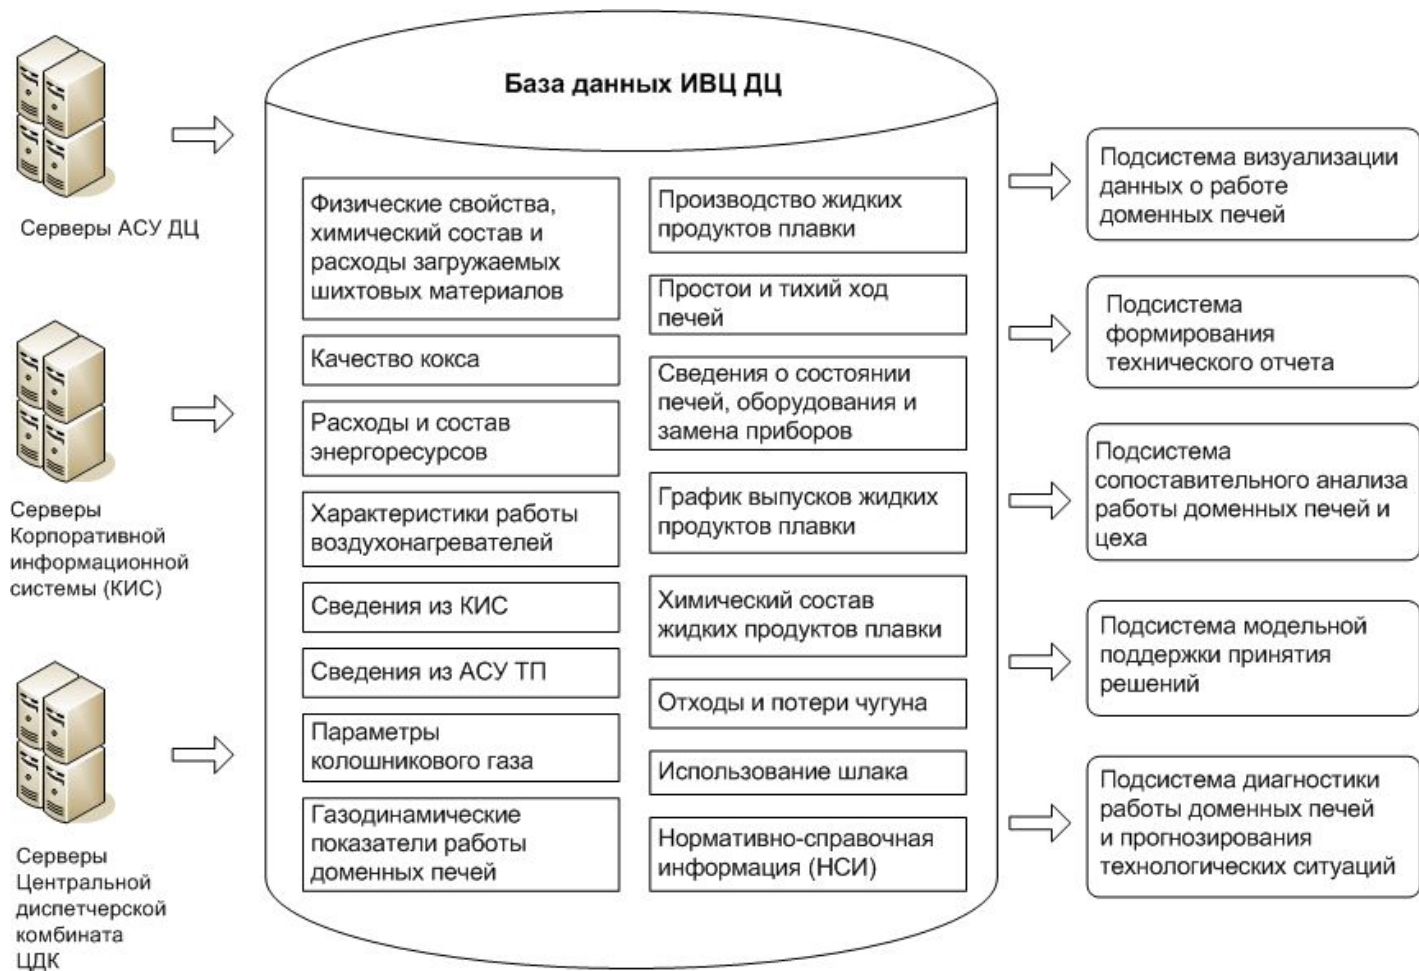 База данных ИВЦ ДЦ
Серверы АСУ ДЦ
Серверы
Корпоративной
информационной
системы (КИС)
Серверы
Центральной
диспетчерской
комбината
ЦДК
Физические свойства,
химический состав и
расходы загружаемых
шихтовых материалов
Качество кокса
Расходы и состав
энергоресурсов
Характеристики работы
воздухонагревателей
Сведения из КИС
Сведения из АСУ ТП
Параметры
колошникового газа
Газодинамические
показатели работы
доменных печей
Производство жидких
продуктов плавки
Простои и тихий ход
печей
Сведения о состоянии
печей, оборудования и
замена приборов
График выпусков жидких
продуктов плавки
Химический состав
жидких продуктов плавки
Отходы и потери чугуна
Использование шлака
Нормативно-справочная
информация (НСИ)
Подсистема визуализации
данных о работе
доменных печей
Подсистема
формирования
технического отчета
Подсистема
сопоставительного анализа
работы доменных печей и
цеха
Подсистема модельной
поддержки принятия
решений
Подсистема диагностики
работы доменных печей
и прогнозирования
технологических ситуаций